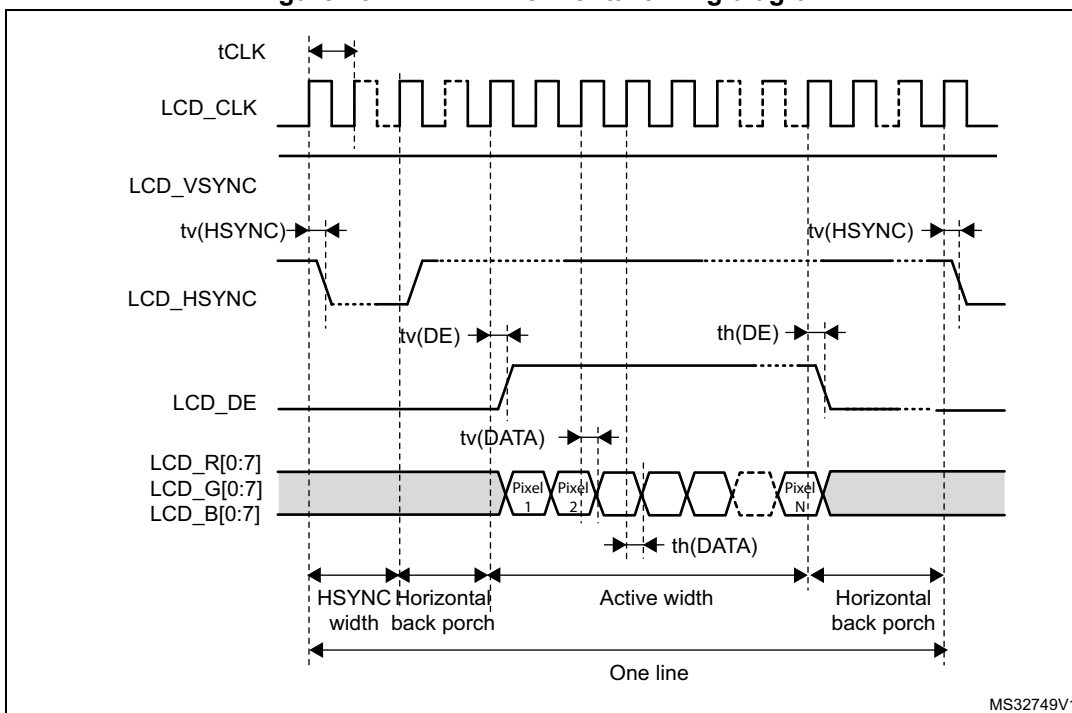 tCLK
LCD_CLK
LCD_VSYNC
tv(HSYNC)
tv(HSYNC)
LCD_HSYNC
tv(DE)
th(DE)
LCD_DE
tv(DATA)
LCD_R[0:7]
LCD_G[0:7]
LCD_B[0:7]
Pixel 1
Pixel 2
Pixel N
th(DATA)
HSYNC width
Horizontal back porch
Active width
Horizontal back porch
One line
MS32749V1